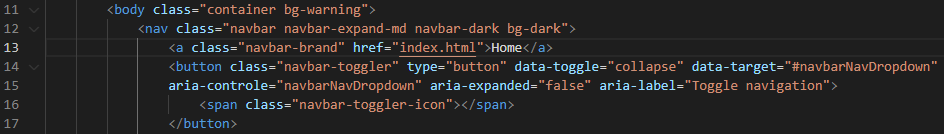 11 <body class="container bg-warning">
12 <nav class="navbar navbar-expand-md navbar-dark bg-dark">
13 <a class="navbar-brand" href="index.html">Home</a>
14 <button class="navbar-toggler" type="button" data-toggle="collapse" data-target="#navbarNavDropdown"
15 aria-controle="navbarNavDropdown" aria-expanded="false" aria-label="Toggle navigation">
16 <span class="navbar-toggler-icon"></span>
17 </button>